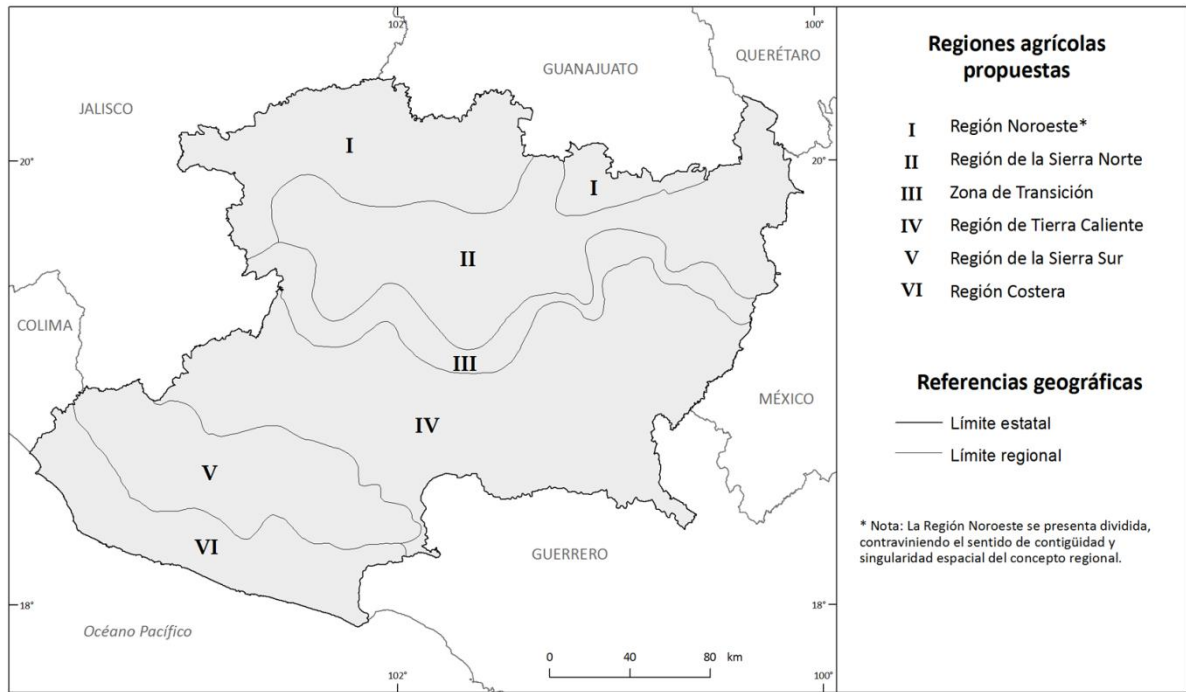 102°
100°
QUERÉTARO
GUANAJUATO
JALISCO
I
20°
20°
I
II
COLIMA
III
MÉXICO
IV
V
VI
GUERRERO
18°
18°
Océano Pacífico
0 40 80 km
102°
100°
Regiones agrícolas
propuestas
I Región Noroeste*
II Región de la Sierra Norte
III Zona de Transición
IV Región de Tierra Caliente
V Región de la Sierra Sur
VI Región Costera
Referencias geográficas
Límite estatal
Límite regional
* Nota: La Región Noroeste se presenta dividida,
contraviniendo el sentido de contigüidad y
singularidad espacial del concepto regional.